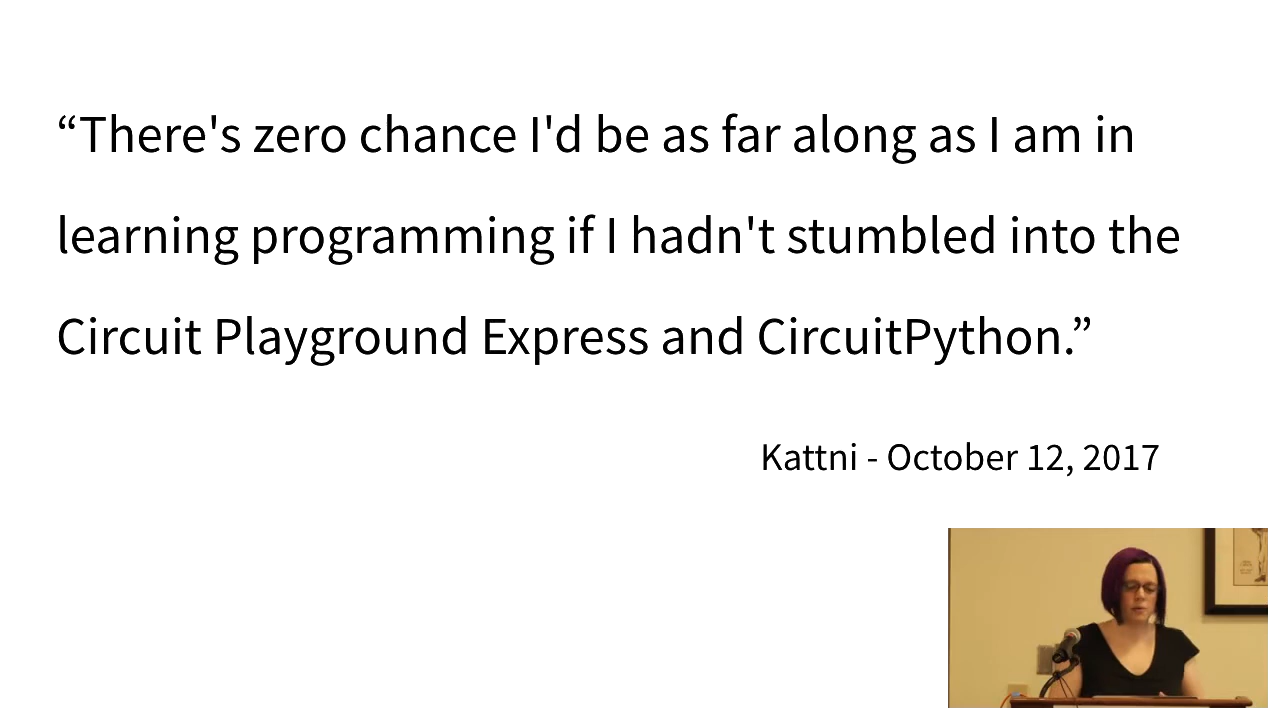 “There's zero chance I'd be as far along as I am in
learning programming if I hadn't stumbled into the
Circuit Playground Express and CircuitPython.”
Kattni - October 12, 2017